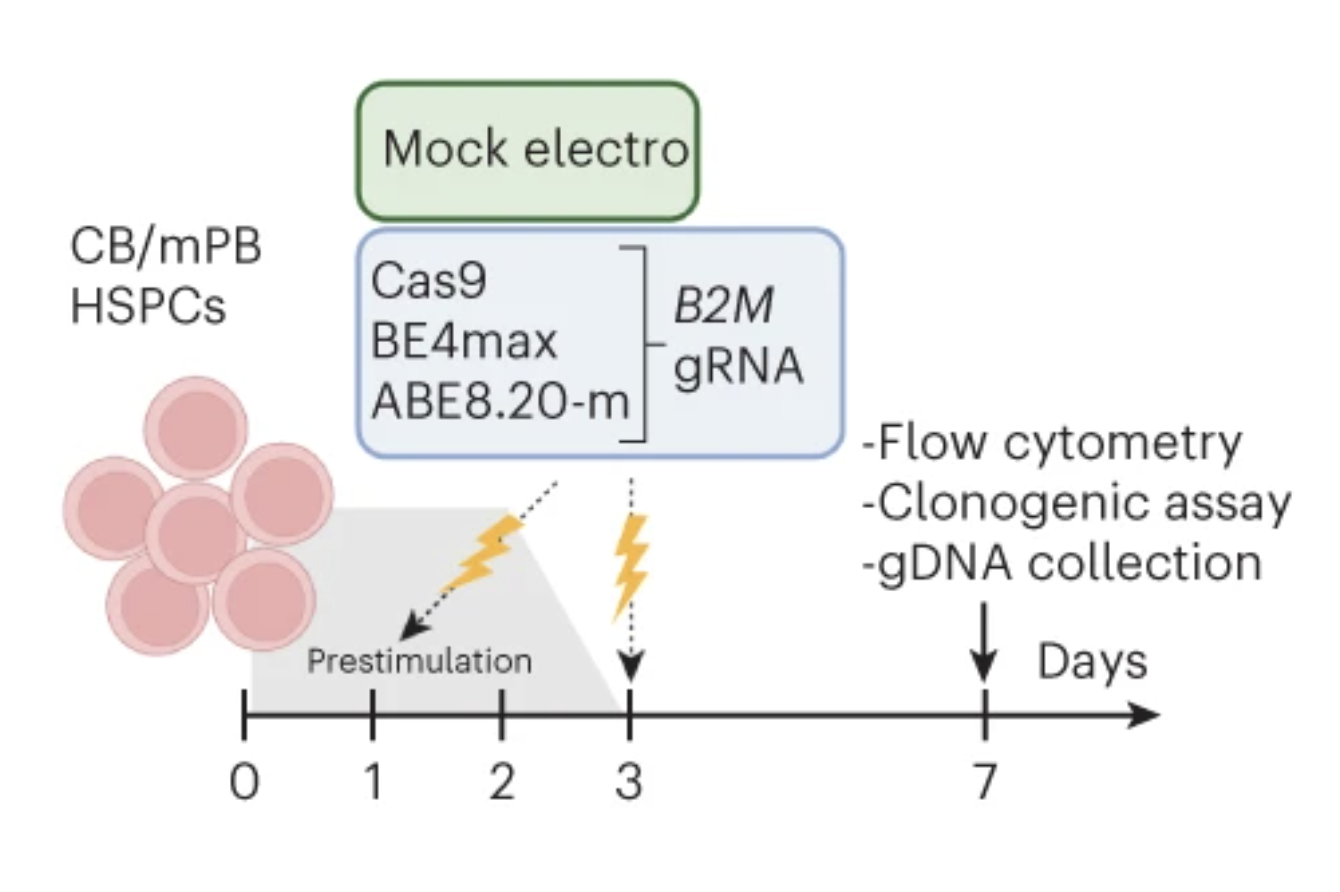 Mock electro
CB/mPB
HSPCs
Cas9
BE4max
ABE8.20-m
B2M
gRNA
-Flow cytometry
-Clonogenic assay
-gDNA collection
Prestimulation
Days
0 1 2 3 7